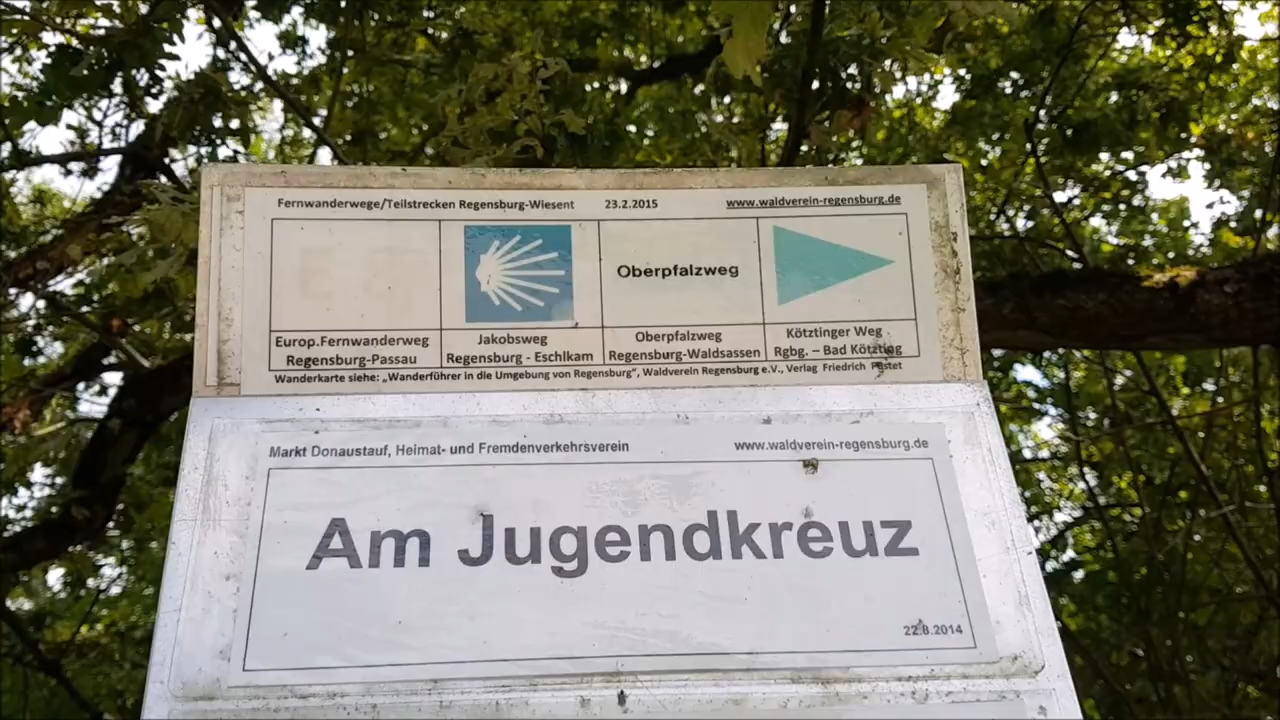 Fernwanderwege/Teilstrecken Regensburg-Wiesent 23.2.2015 www.waldverein-regensburg.de
Oberpfalzweg
Europ.Fernwanderweg Jakobsweg Oberpfalzweg Kötztinger Weg
Regensburg-Passau Regensburg - Eschlkam Regensburg-Waldsassen Rgbg. – Bad Kötzting
Wanderkarte siehe: „Wanderführer in die Umgebung von Regensburg“, Waldverein Regensburg e.V., Verlag Friedrich Pustet
Markt Donaustauf, Heimat- und Fremdenverkehrsverein www.waldverein-regensburg.de
Am Jugendkreuz
22.8.2014